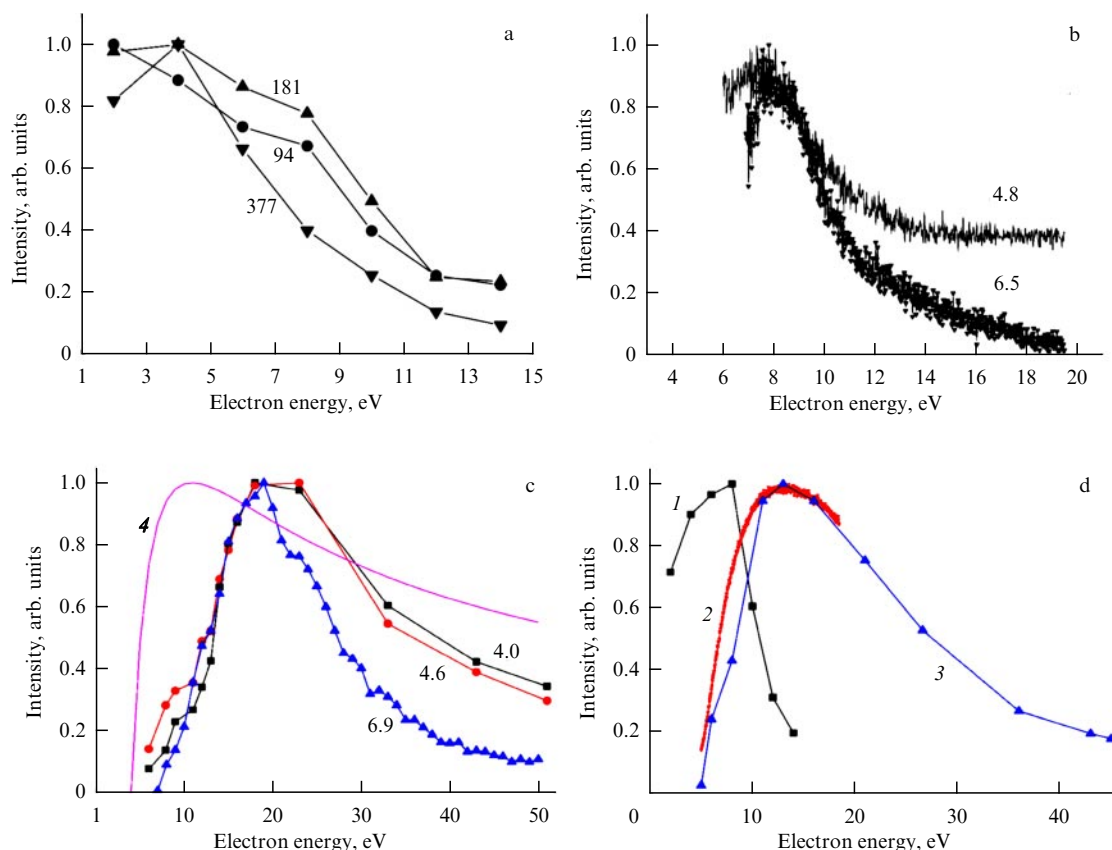 a
1.0
0.8
0.6
0.4
0.2
0
Intensity, arb. units
181
94
377
1 3 5 7 9 11 13 15
Electron energy, eV
b
1.0
0.8
0.6
0.4
0.2
0
Intensity, arb. units
4.8
6.5
4 6 8 10 12 14 16 18 20
Electron energy, eV
c
1.0
0.8
0.6
0.4
0.2
0
Intensity, arb. units
4
4.0
4.6
6.9
1 10 20 30 40 50
Electron energy, eV
d
1.0
0.8
0.6
0.4
0.2
0
Intensity, arb. units
1
2
3
0 10 20 30 40
Electron energy, eV